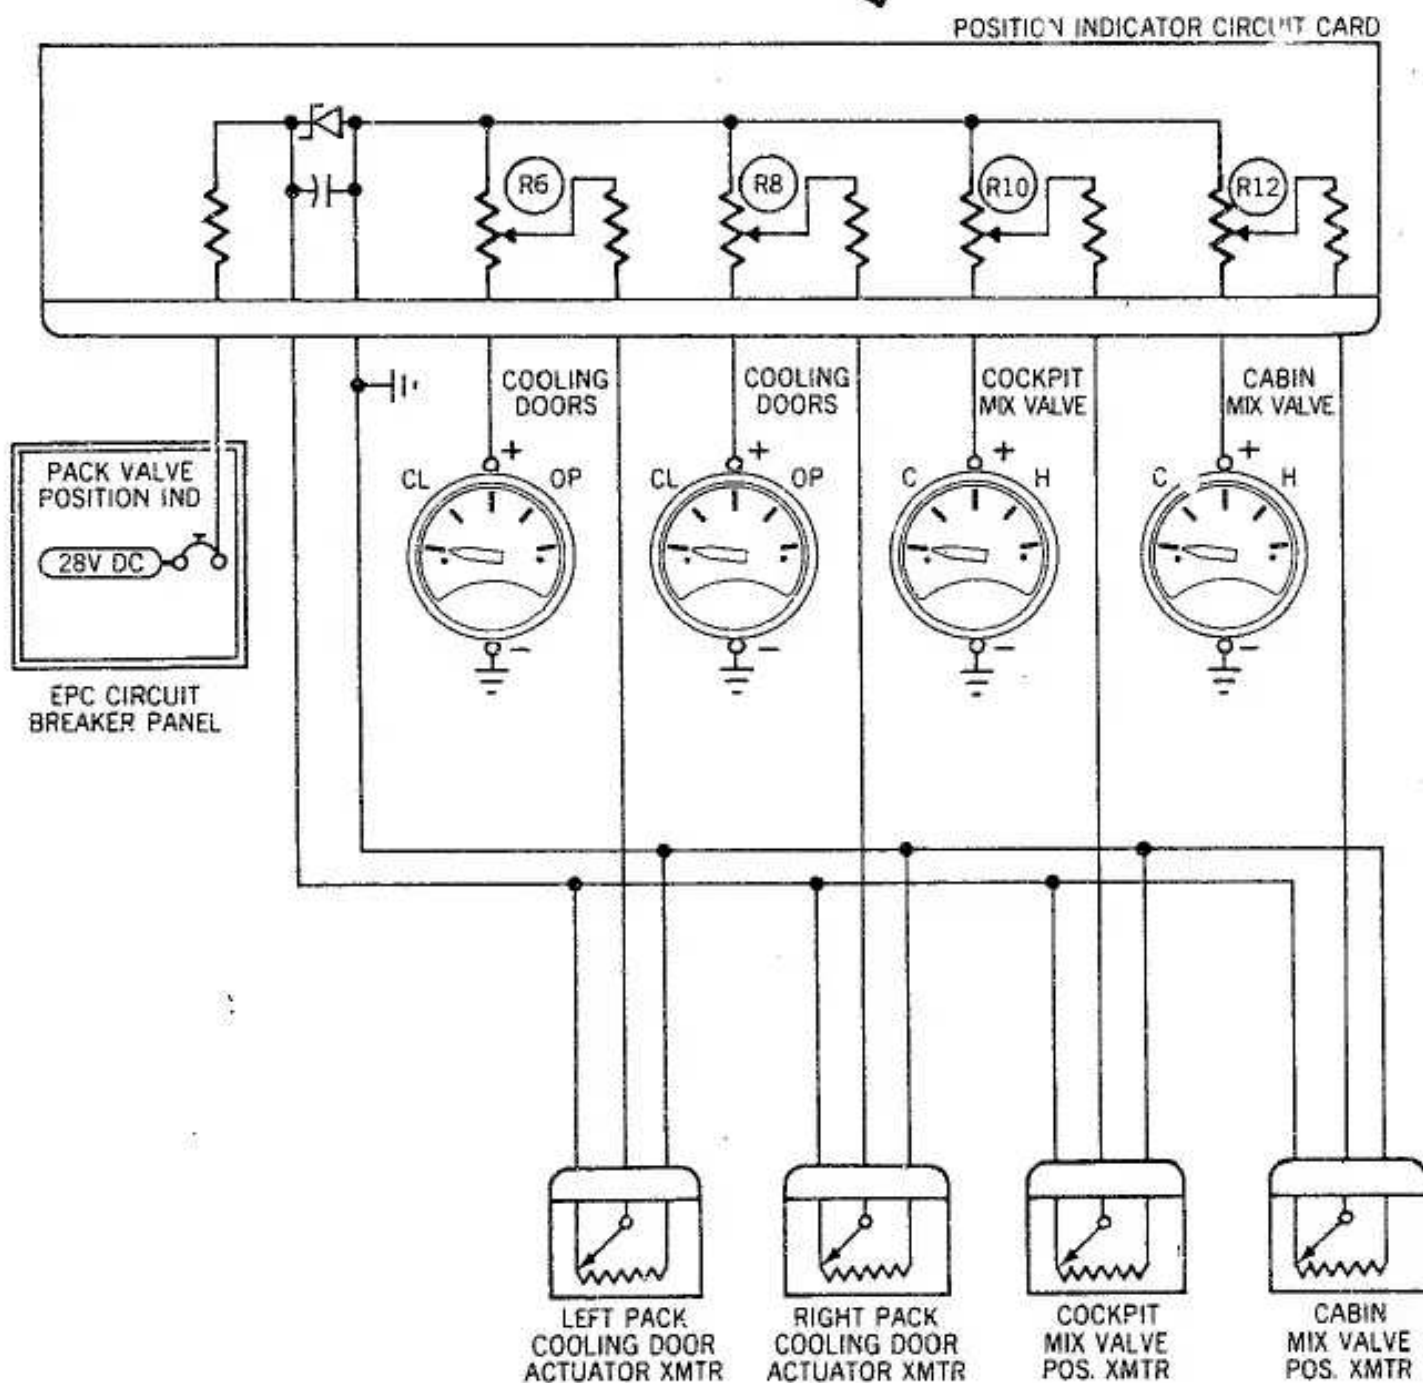 POSITION INDICATOR CIRCUIT CARD
R6
R8
R10
R12
COOLING
DOORS
COOLING
DOORS
COCKPIT
MIX VALVE
CABIN
MIX VALVE
PACK VALVE
POSITION IND
28V DC
EPC CIRCUIT
BREAKER PANEL
CL + OP
-
CL + OP
-
C + H
-
C + H
-
LEFT PACK
COOLING DOOR
ACTUATOR XMTR
RIGHT PACK
COOLING DOOR
ACTUATOR XMTR
COCKPIT
MIX VALVE
POS. XMTR
CABIN
MIX VALVE
POS. XMTR